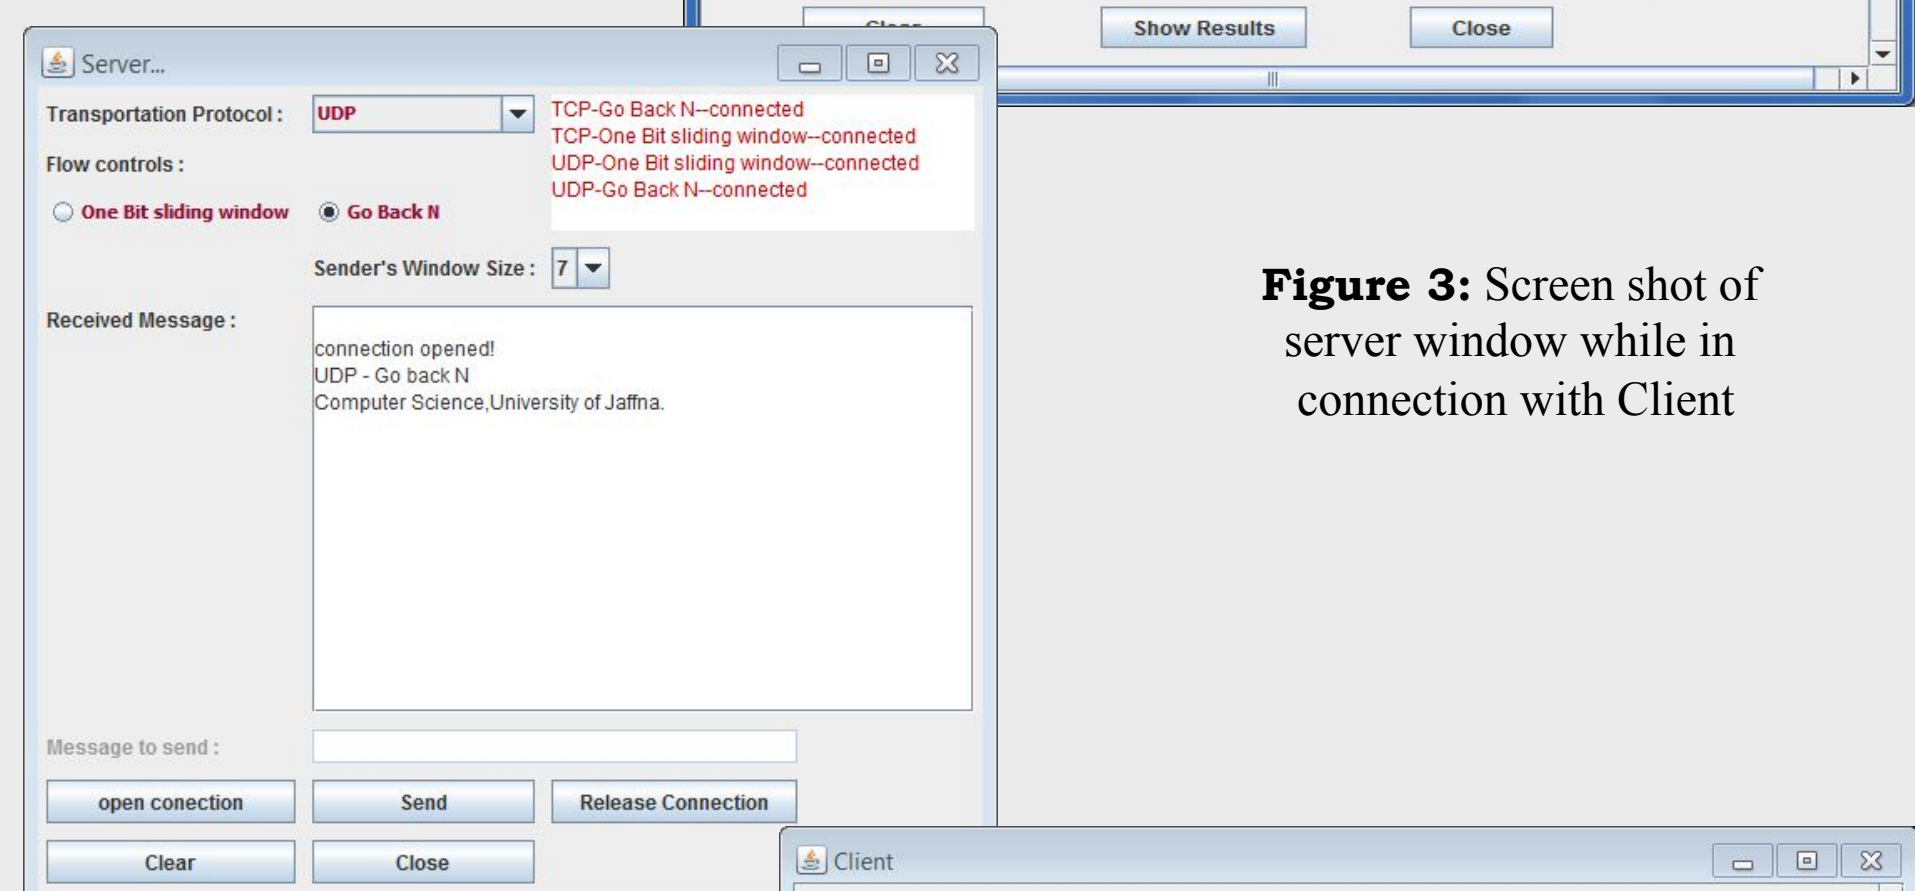 Clear
Show Results
Close
Server...
Transportation Protocol :
UDP
TCP-Go Back N--connected
TCP-One Bit sliding window--connected
UDP-One Bit sliding window--connected
UDP-Go Back N--connected
Flow controls :
One Bit sliding window
Go Back N
Sender's Window Size :
7
Received Message :
connection opened!
UDP - Go back N
Computer Science,University of Jaffna.
Message to send :
open conection
Send
Release Connection
Clear
Close
Figure 3: Screen shot of
server window while in
connection with Client
Client